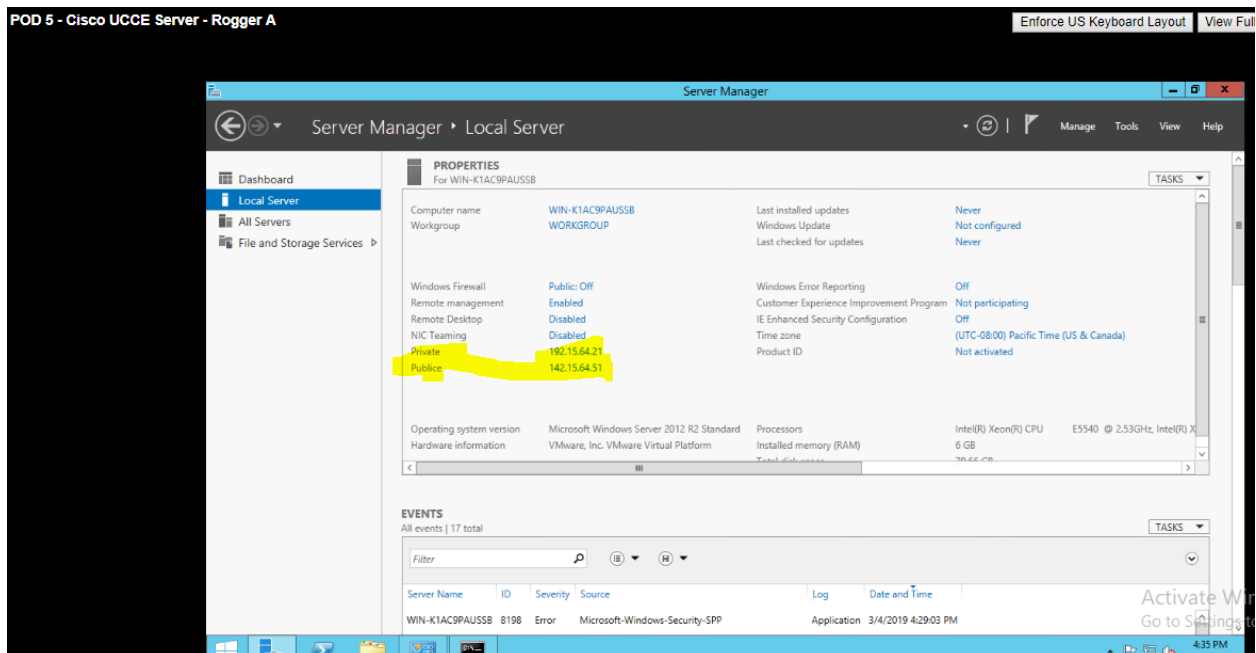 POD 5 - Cisco UCCE Server - Rogger A
Enforce US Keyboard Layout
View Full
Server Manager
Server Manager • Local Server
Manage Tools View Help
Dashboard
Local Server
All Servers
File and Storage Services
PROPERTIES
For WIN-K1AC9PAUSSB
TASKS
Computer name WIN-K1AC9PAUSSB Last installed updates Never
Workgroup WORKGROUP Windows Update Not configured
Last checked for updates Never
Windows Firewall Public: Off Windows Error Reporting Off
Remote management Enabled Customer Experience Improvement Program Not participating
Remote Desktop Disabled IE Enhanced Security Configuration Off
NIC Teaming Disabled Time zone (UTC-08:00) Pacific Time (US & Canada)
Private 192.15.64.21 Product ID Not activated
Publice 142.15.64.51
Operating system version Microsoft Windows Server 2012 R2 Standard Processors Intel(R) Xeon(R) CPU E5540 @ 2.53GHz, Intel(R) X
Hardware information VMware, Inc. VMware Virtual Platform Installed memory (RAM) 6 GB
EVENTS
All events | 17 total
TASKS
Filter
Server Name ID Severity Source Log Date and Time
WIN-K1AC9PAUSSB 8198 Error Microsoft-Windows-Security-SPP Application 3/4/2019 4:29:03 PM
Activate Win
Go to Settings to
4:35 PM